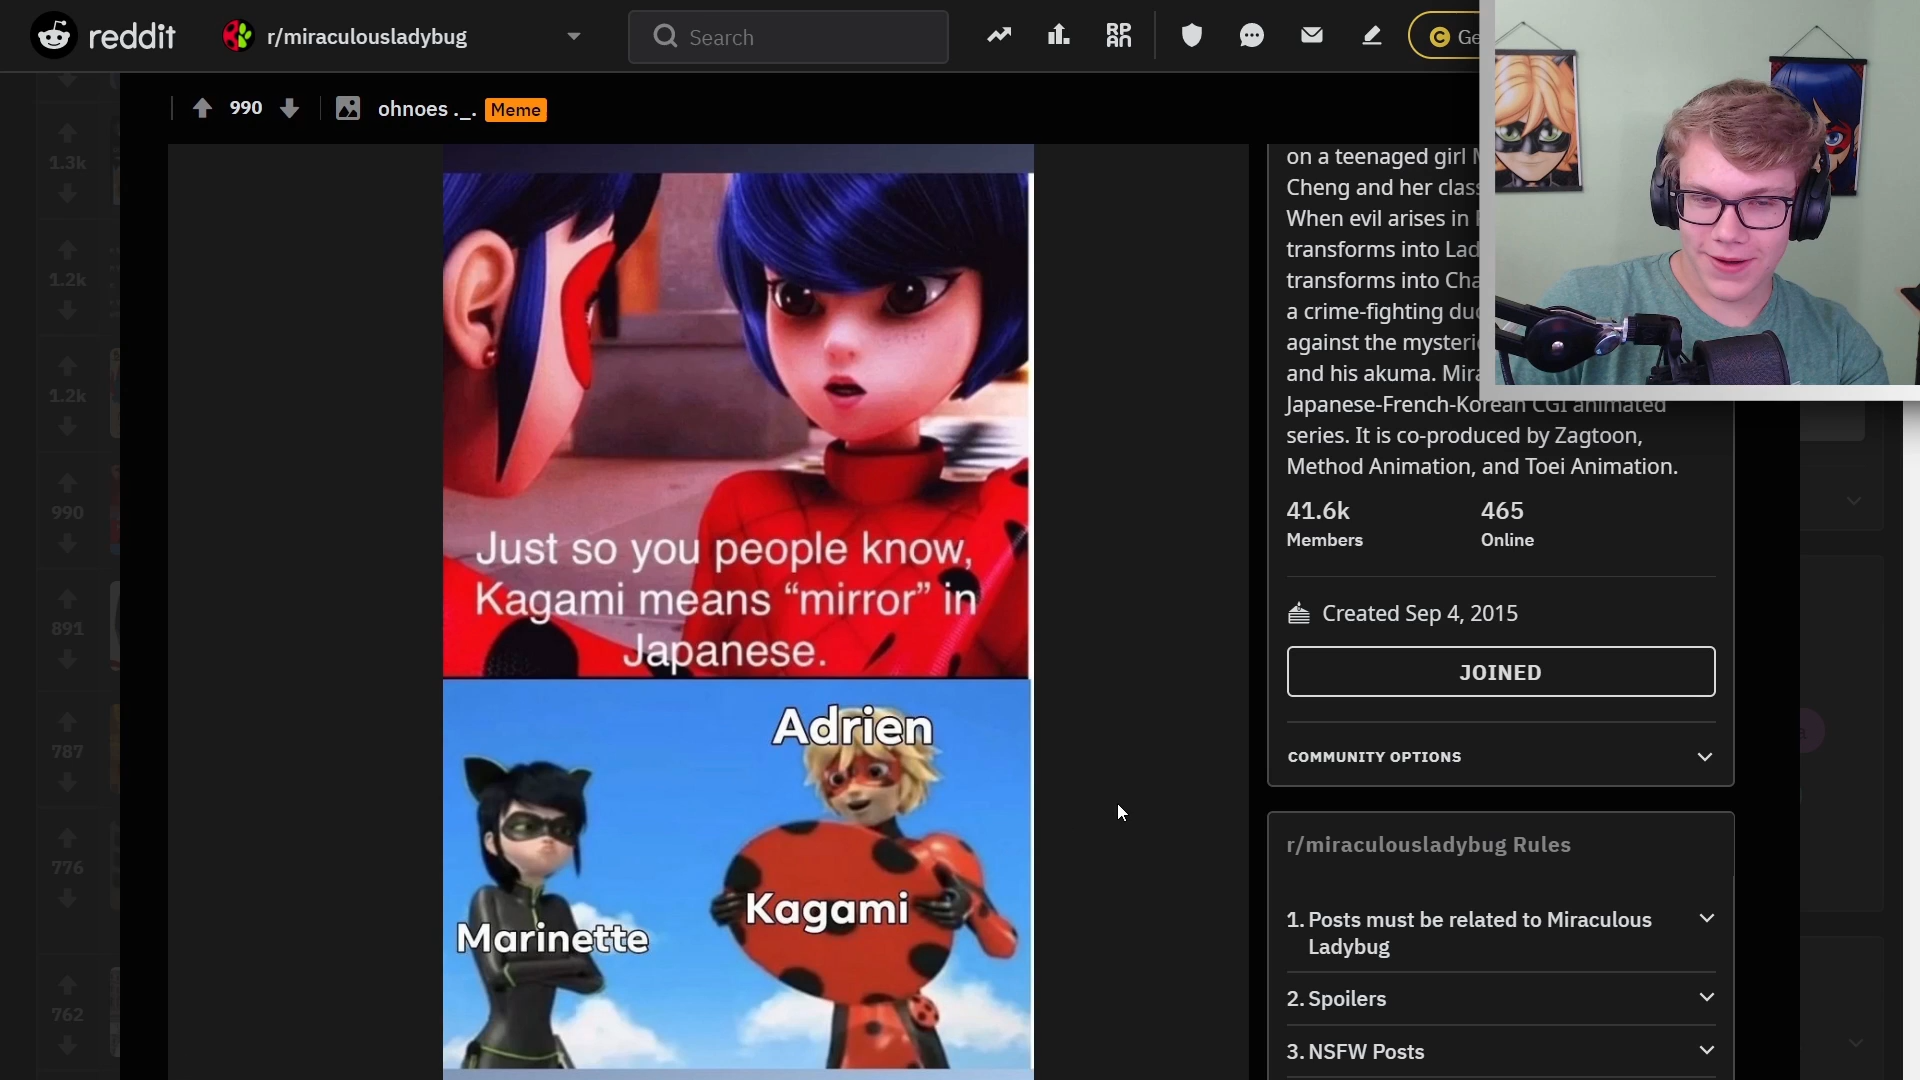 reddit
r/miraculousladybug
Search
RPAN
Ge
990
ohnoes ._.
Meme
1.3k
1.2k
1.2k
990
891
787
776
762
Just so you people know,
Kagami means “mirror” in
Japanese.
Adrien
Kagami
Marinette
on a teenaged girl
Cheng and her clas
When evil arises in
transforms into Lad
transforms into Cha
a crime-fighting du
against the mysteri
and his akuma. Mira
Japanese-French-Korean CGI animated
series. It is co-produced by Zagtoon,
Method Animation, and Toei Animation.
41.6k
Members
465
Online
Created Sep 4, 2015
JOINED
COMMUNITY OPTIONS
r/miraculousladybug Rules
1. Posts must be related to Miraculous
Ladybug
2. Spoilers
3. NSFW Posts